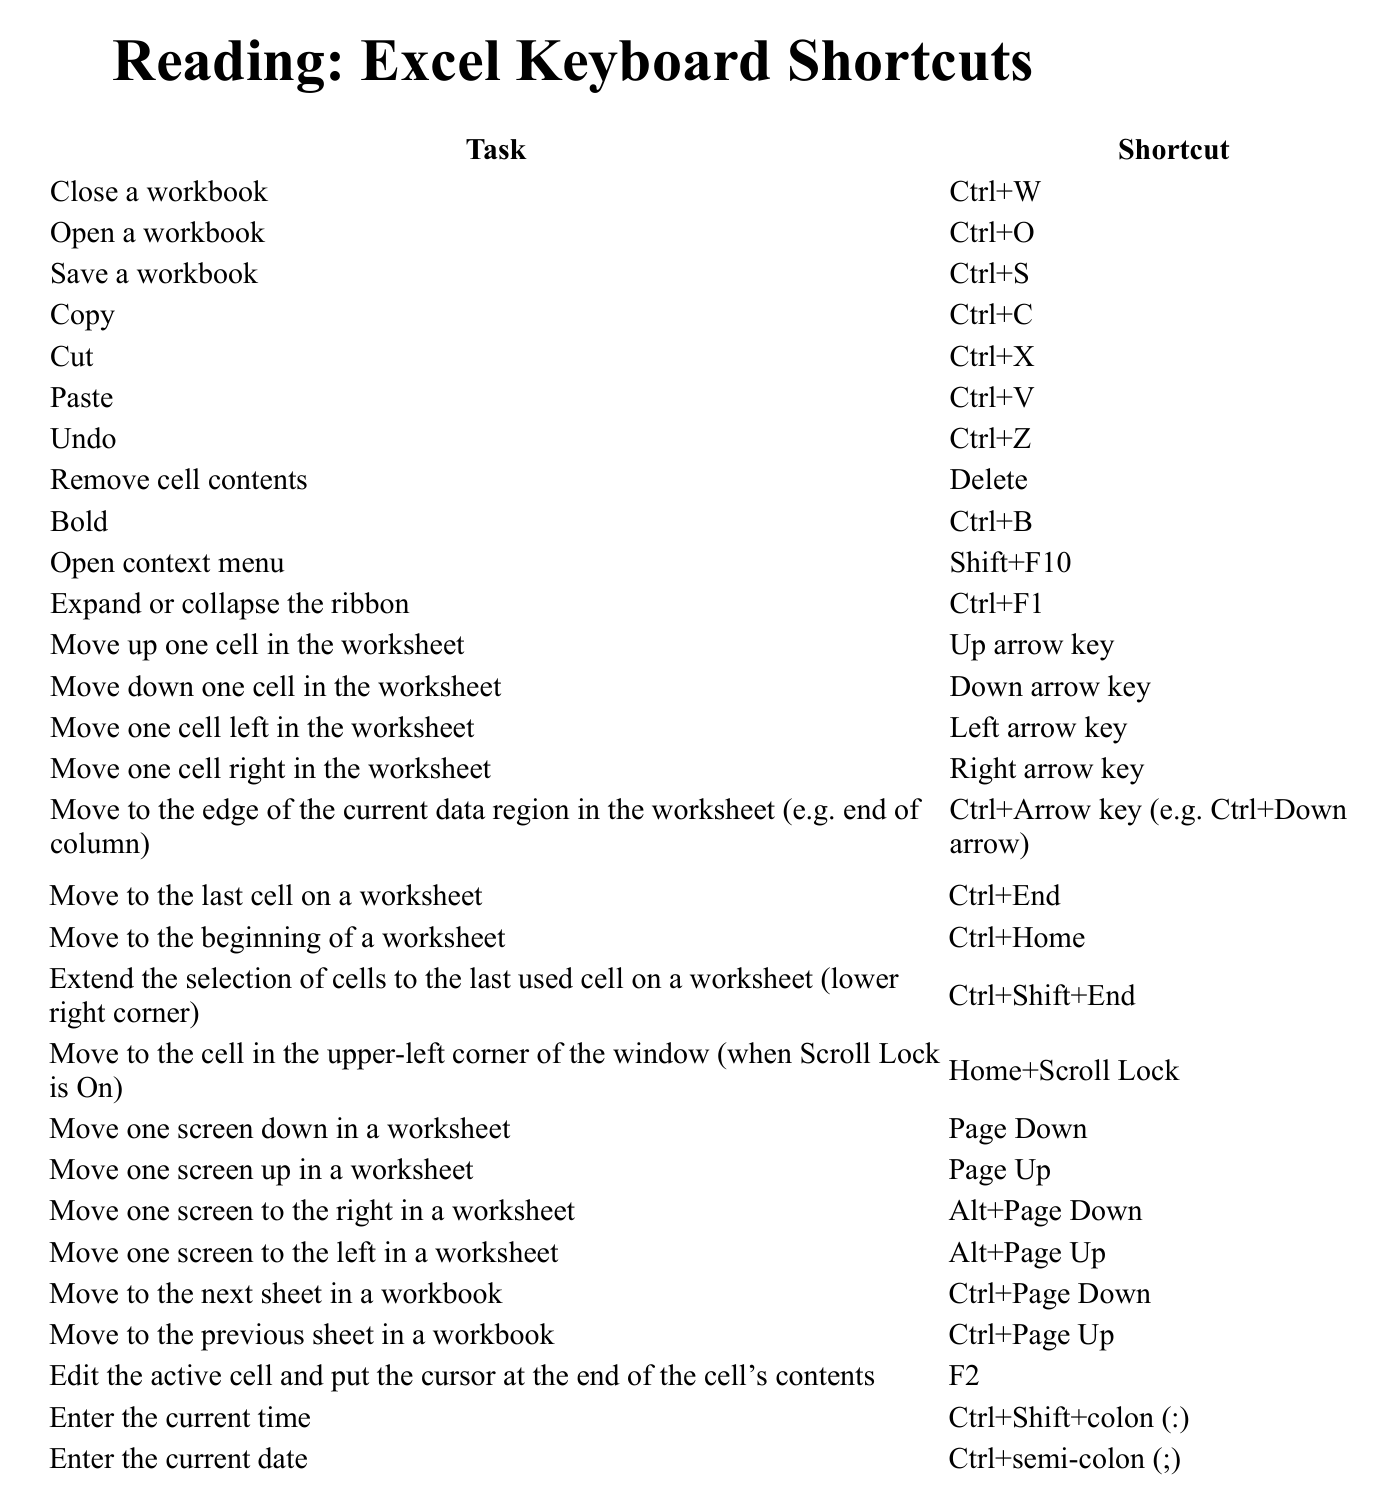 Reading: Excel Keyboard Shortcuts
Task Shortcut
Close a workbook Ctrl+W
Open a workbook Ctrl+O
Save a workbook Ctrl+S
Copy Ctrl+C
Cut Ctrl+X
Paste Ctrl+V
Undo Ctrl+Z
Remove cell contents Delete
Bold Ctrl+B
Open context menu Shift+F10
Expand or collapse the ribbon Ctrl+F1
Move up one cell in the worksheet Up arrow key
Move down one cell in the worksheet Down arrow key
Move one cell left in the worksheet Left arrow key
Move one cell right in the worksheet Right arrow key
Move to the edge of the current data region in the worksheet (e.g. end of Ctrl+Arrow key (e.g. Ctrl+Down
column) arrow)
Move to the last cell on a worksheet Ctrl+End
Move to the beginning of a worksheet Ctrl+Home
Extend the selection of cells to the last used cell on a worksheet (lower
right corner) Ctrl+Shift+End
Move to the cell in the upper-left corner of the window (when Scroll Lock
is On) Home+Scroll Lock
Move one screen down in a worksheet Page Down
Move one screen up in a worksheet Page Up
Move one screen to the right in a worksheet Alt+Page Down
Move one screen to the left in a worksheet Alt+Page Up
Move to the next sheet in a workbook Ctrl+Page Down
Move to the previous sheet in a workbook Ctrl+Page Up
Edit the active cell and put the cursor at the end of the cell’s contents F2
Enter the current time Ctrl+Shift+colon (:)
Enter the current date Ctrl+semi-colon (;)